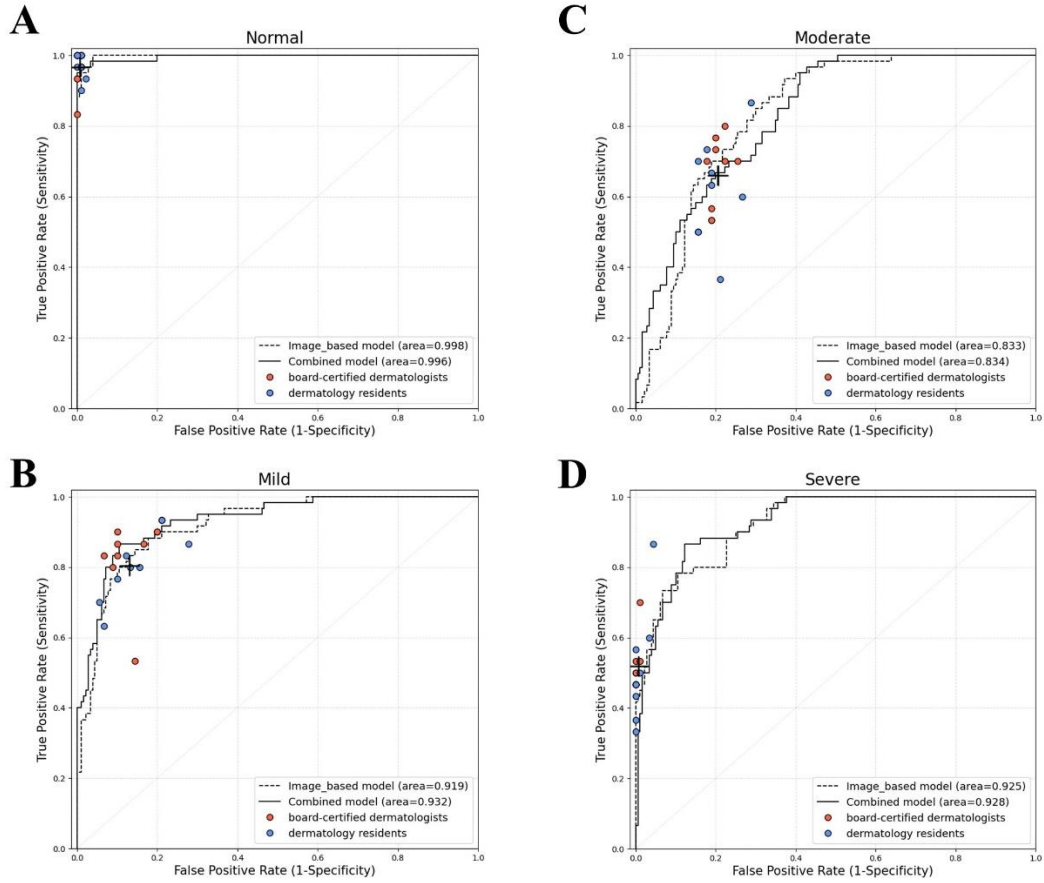 A
Normal
True Positive Rate (Sensitivity)
1.0
0.8
0.6
0.4
0.2
0.0
Image_based model (area=0.998)
Combined model (area=0.996)
board-certified dermatologists
dermatology residents
0.0 0.2 0.4 0.6 0.8 1.0
False Positive Rate (1-Specificity)
C
Moderate
True Positive Rate (Sensitivity)
1.0
0.8
0.6
0.4
0.2
0.0
Image_based model (area=0.833)
Combined model (area=0.834)
board-certified dermatologists
dermatology residents
0.0 0.2 0.4 0.6 0.8 1.0
False Positive Rate (1-Specificity)
B
Mild
True Positive Rate (Sensitivity)
1.0
0.8
0.6
0.4
0.2
0.0
Image_based model (area=0.919)
Combined model (area=0.932)
board-certified dermatologists
dermatology residents
0.0 0.2 0.4 0.6 0.8 1.0
False Positive Rate (1-Specificity)
D
Severe
True Positive Rate (Sensitivity)
1.0
0.8
0.6
0.4
0.2
0.0
Image_based model (area=0.925)
Combined model (area=0.928)
board-certified dermatologists
dermatology residents
0.0 0.2 0.4 0.6 0.8 1.0
False Positive Rate (1-Specificity)